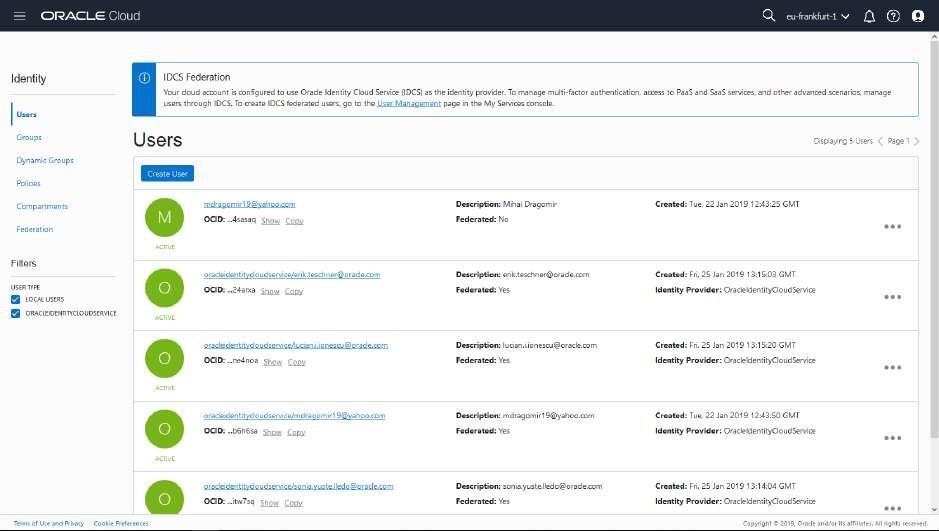 ORACLE Cloud
eu-frankfurt-1
Identity
Users
Groups
Dynamic Groups
Policies
Compartments
Federation
Filters
USER TYPE
LOCAL USERS
ORACLEIDENTITYCLOUDSERVICE
IDCS Federation
Your cloud account is configured to use Oracle Identity Cloud Service (IDCS) as the identity provider. To manage multi-factor authentication, access to PaaS and SaaS services, and other advanced scenarios, manage
users through IDCS. To create IDCS federated users, go to the User Management page in the My Services console.
Users
Displaying 5 Users < Page 1 >
Create User
M
ACTIVE
mdragomir19@yahoo.com
OCID: ...4sasaq Show Copy
Description: Mihai Dragomir
Federated: No
Created: Tue, 22 Jan 2019 12:43:25 GMT
O
ACTIVE
oracleidentitycloudservice/erik.teschner@oracle.com
OCID: ...24arxa Show Copy
Description: erik.teschner@oracle.com
Federated: Yes
Created: Fri, 25 Jan 2019 13:15:03 GMT
Identity Provider: OracleIdentityCloudService
O
ACTIVE
oracleidentitycloudservice/luciani.ionescu@oracle.com
OCID: ...ne4noa Show Copy
Description: luciani.ionescu@oracle.com
Federated: Yes
Created: Fri, 25 Jan 2019 13:15:20 GMT
Identity Provider: OracleIdentityCloudService
O
ACTIVE
oracleidentitycloudservice/mdragomir19@yahoo.com
OCID: ...b6h6sa Show Copy
Description: mdragomir19@yahoo.com
Federated: Yes
Created: Tue, 22 Jan 2019 12:43:50 GMT
Identity Provider: OracleIdentityCloudService
O
oracleidentitycloudservice/sonia.yuste.lledo@oracle.com
OCID: ...itw7sq Show Copy
Description: sonia.yuste.lledo@oracle.com
Federated: Yes
Created: Fri, 25 Jan 2019 13:14:04 GMT
Identity Provider: OracleIdentityCloudService
Terms of Use and Privacy Cookie Preferences
Copyright © 2019, Oracle and/or its affiliates. All rights reserved.